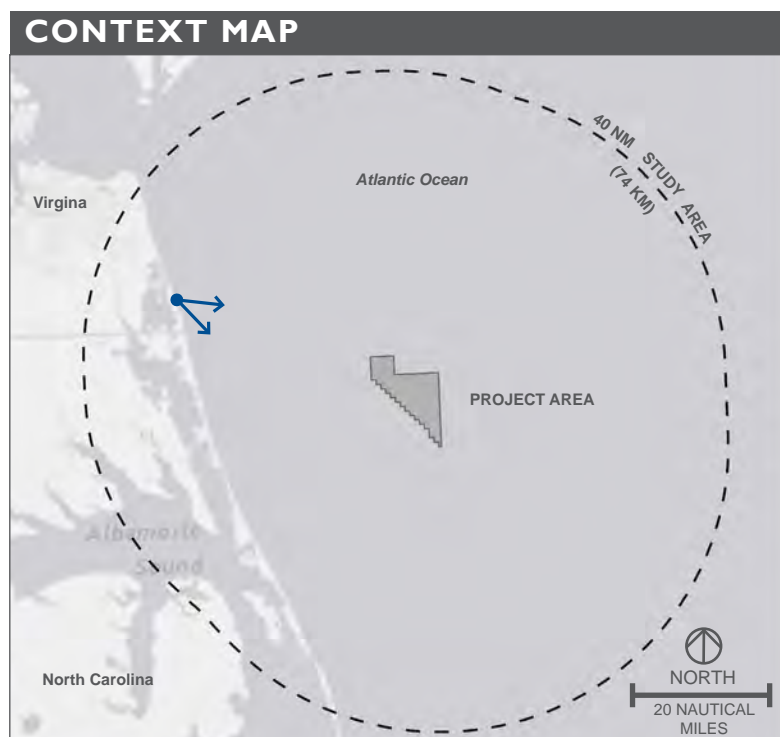 CONTEXT MAP
40 NM STUDY AREA
(74 KM)
Atlantic Ocean
Virginia
PROJECT AREA
Albemarle
Sound
North Carolina
NORTH
20 NAUTICAL
MILES